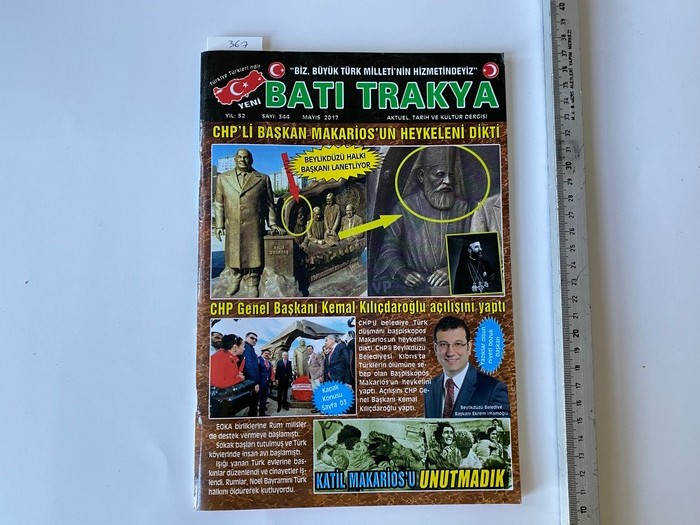 367
Türkiye Türklerindir
"BİZ, BÜYÜK TÜRK MİLLETİ'NİN HİZMETİNDEYİZ"
YENİ
BATI TRAKYA
YIL: 32 SAYI: 344 MAYIS 2017 AKTUEL, TARİH VE KÜLTÜR DERGİSİ
CHP'Lİ BAŞKAN MAKARİOS'UN HEYKELENİ DİKTİ
BEYLİKDÜZÜ HALKI
BAŞKANI LANETLİYOR
VP
CHP Genel Başkanı Kemal Kılıçdaroğlu açılışını yaptı
CHP'li belediye Türk
düşmanı başpiskopos
Makarios'un heykelini
dikti. CHP'li Beylikdüzü
Belediyesi Kıbrıs'ta
Türklerin ölümüne se-
bep olan Başpiskopos
Makarios'un heykelini
yaptı. Açılışını CHP Ge-
nel Başkanı Kemal
Kılıçdaroğlu yaptı.
Kapak
Konusu
Sayfa 03
Beylikdüzü Belediye
Başkanı Ekrem İmamoğlu
EOKA birliklerine Rum milisler
de destek vermeye başlamıştı.
Sokak başları tutulmuş ve Türk
köylerinde insan avı başlamıştı.
Işığı yanan Türk evlerine bas-
kınlar düzenlendi ve cinayetler iş-
lendi. Rumlar, Noel Bayramını Türk
halkını öldürerek kutluyordu.
KATİL MAKARİOS'U UNUTMADIK
40
30
20
10